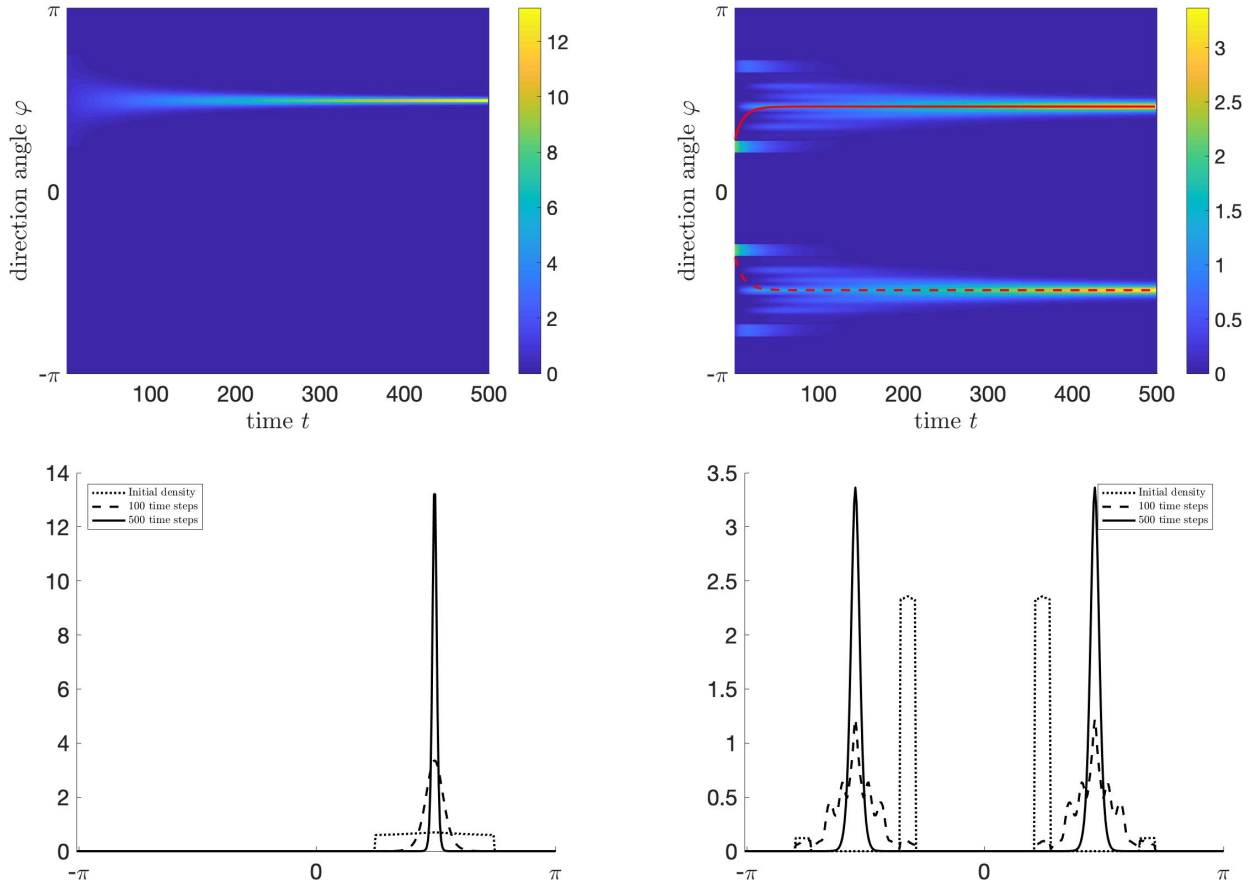 π
0
-π
direction angle φ
100
200
300
400
500
time t
12
10
8
6
4
2
0
π
0
-π
direction angle φ
100
200
300
400
500
time t
3
2.5
2
1.5
1
0.5
0
14
12
10
8
6
4
2
0
-π
0
π
Initial density
100 time steps
500 time steps
3.5
3
2.5
2
1.5
1
0.5
0
-π
0
π
Initial density
100 time steps
500 time steps